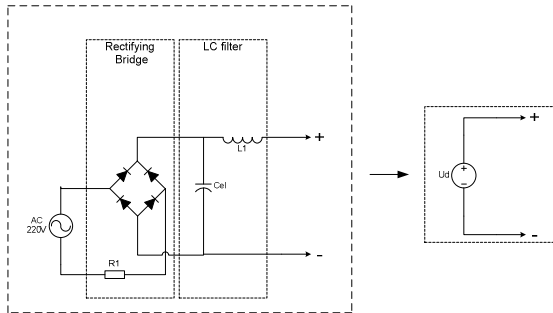 Rectifying
Bridge
LC filter
+
L1
Cel
AC
220V
R1
-
+
Ud
+
-
-